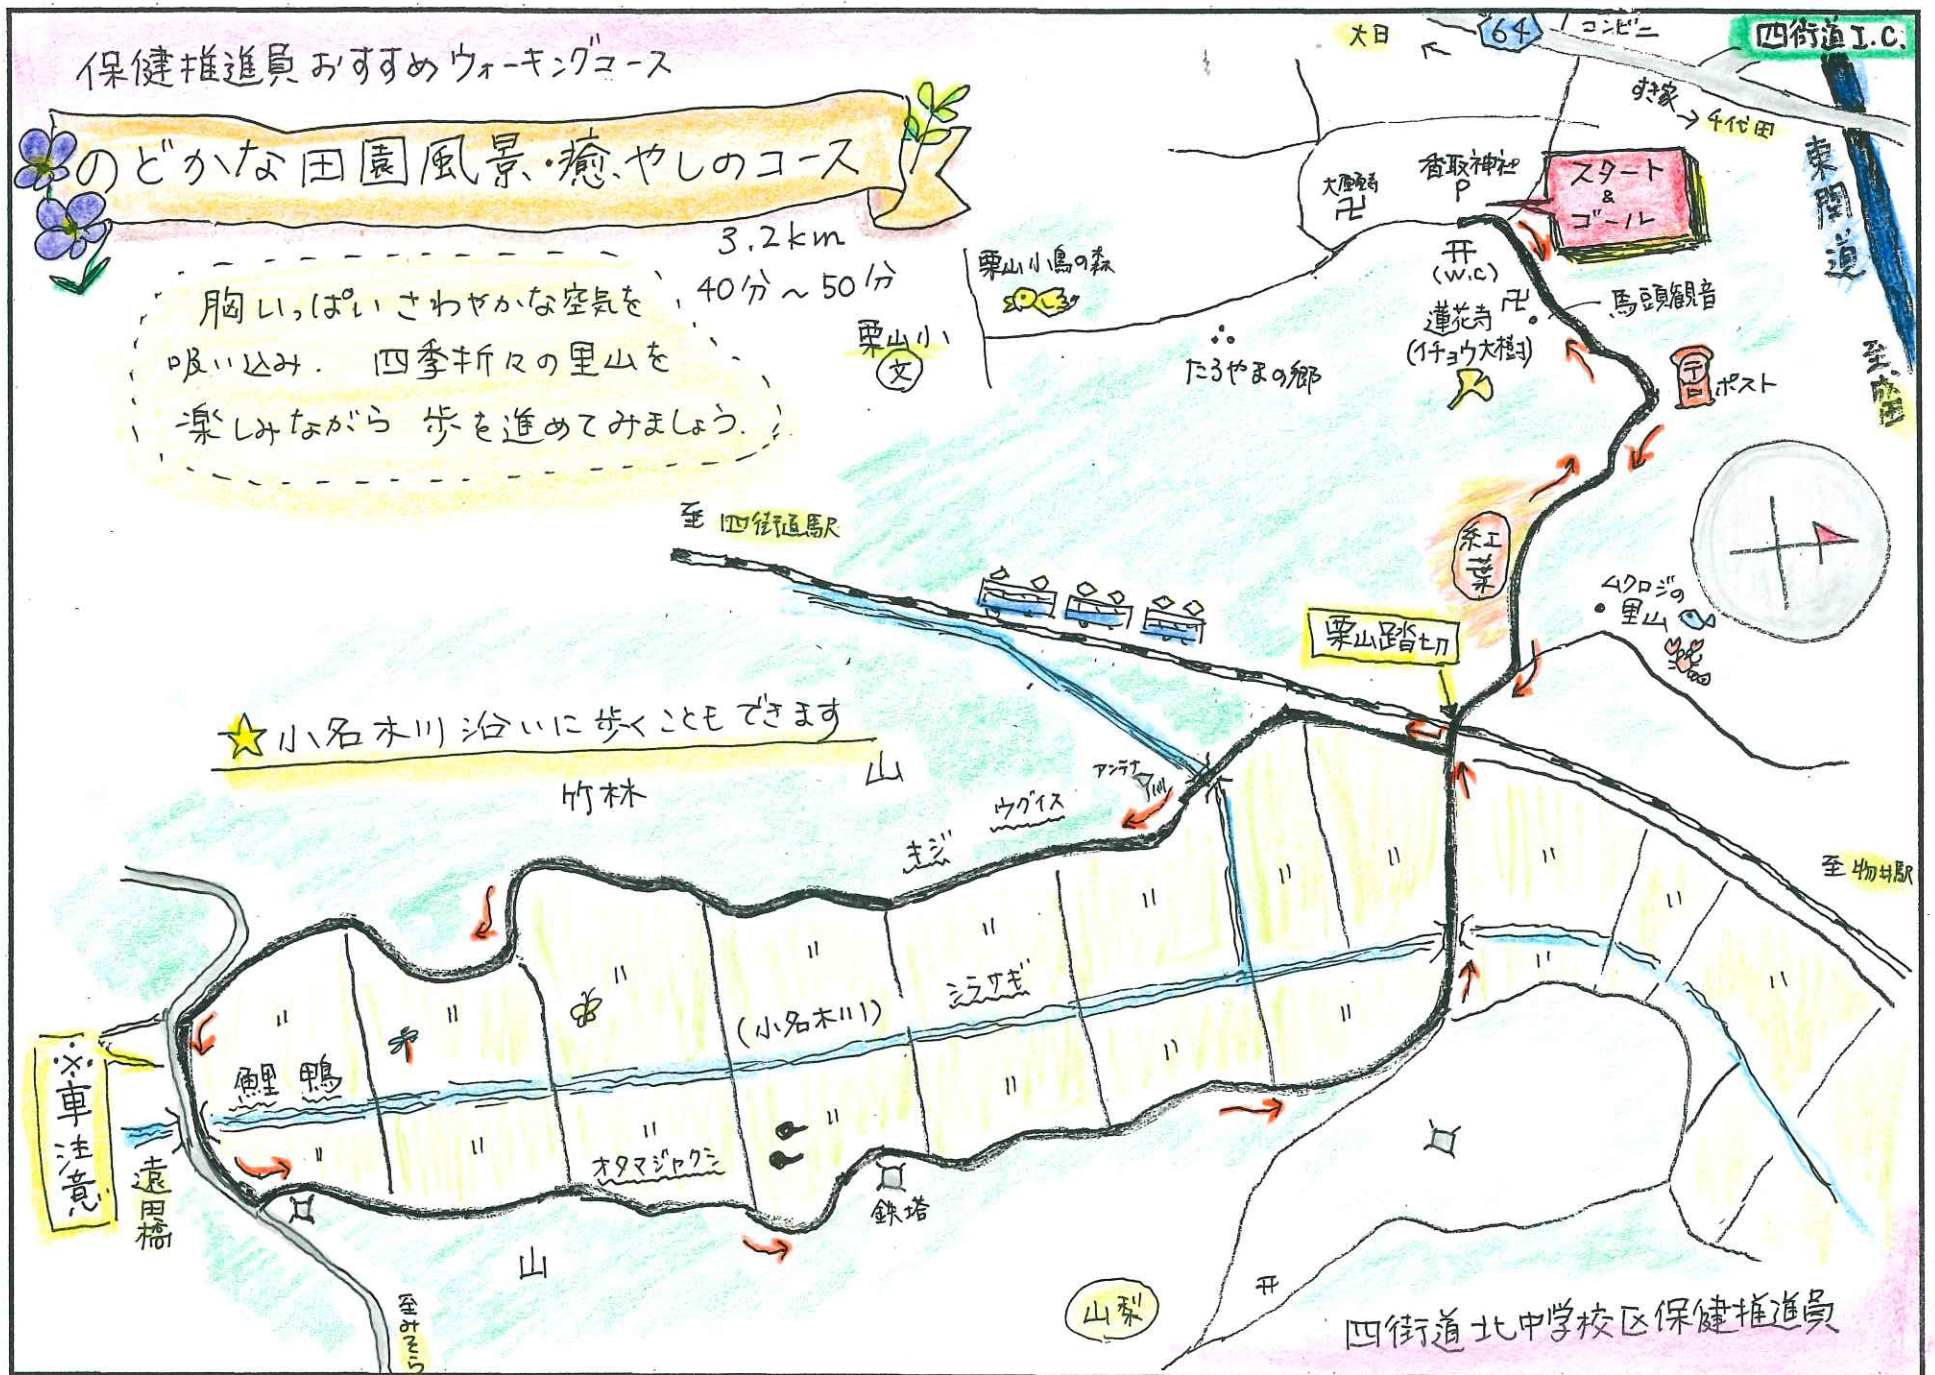 保健推進員おすすめウォーキングコース
のどかな田園風景・癒やしのコース
3.2km
40分～50分
胸いっぱいさわやかな空気を
吸い込み．四季折々の里山を
楽しみながら 歩を進めてみましょう．
大日
64
コンビニ
四街道I.C.
すき家
千代田
東関道
至成田
大願寺
卍
香取神社
P
スタート
&
ゴール
(W.C)
卍
蓮花寺
(イチョウ大樹)
馬頭観音
〒
ポスト
栗山小鳥の森
栗山小
文
たろやまの郷
至 四街道駅
紅葉
ムクロジの
里山
栗山踏切
☆小名木川沿いに歩くこともできます
竹林
山
アンテナ
ウグイス
キジ
至物井駅
シラサギ
(小名木川)
鯉 鴨
※車注意
遠田橋
オタマジャクシ
鉄塔
山
至みそら
山梨
四街道北中学校区保健推進員